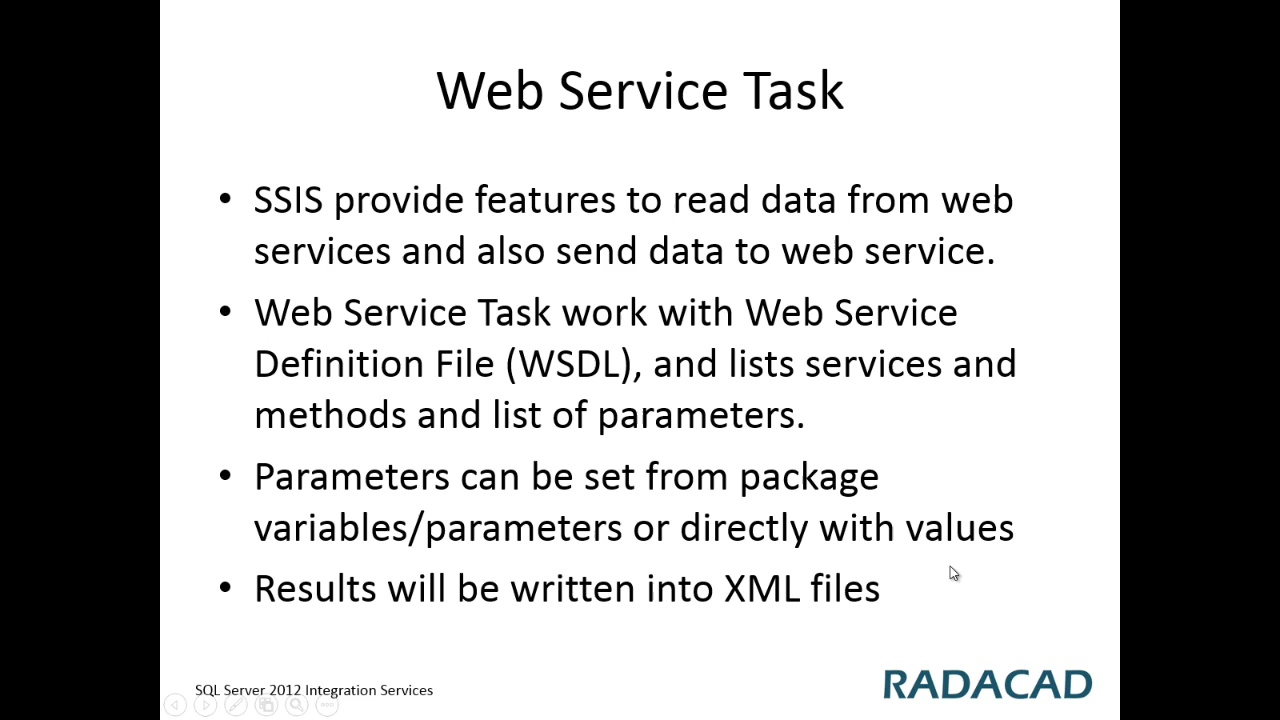 Web Service Task
• SSIS provide features to read data from web
services and also send data to web service.
• Web Service Task work with Web Service
Definition File (WSDL), and lists services and
methods and list of parameters.
• Parameters can be set from package
variables/parameters or directly with values
• Results will be written into XML files
SQL Server 2012 Integration Services
RADACAD